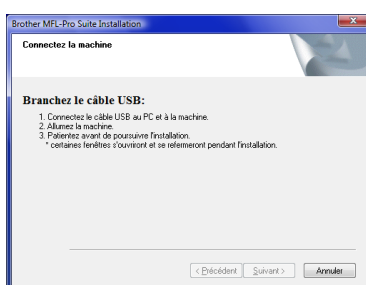 Brother MFL-Pro Suite Installation
Connectez la machine
Branchez le câble USB:
1. Connectez le câble USB au PC et à la machine.
2. Allumez la machine.
3. Patientez avant de poursuivre l'installation.
* certaines fenêtres s'ouvriront et se refermeront pendant l'installation.
< Précédent
Suivant >
Annuler